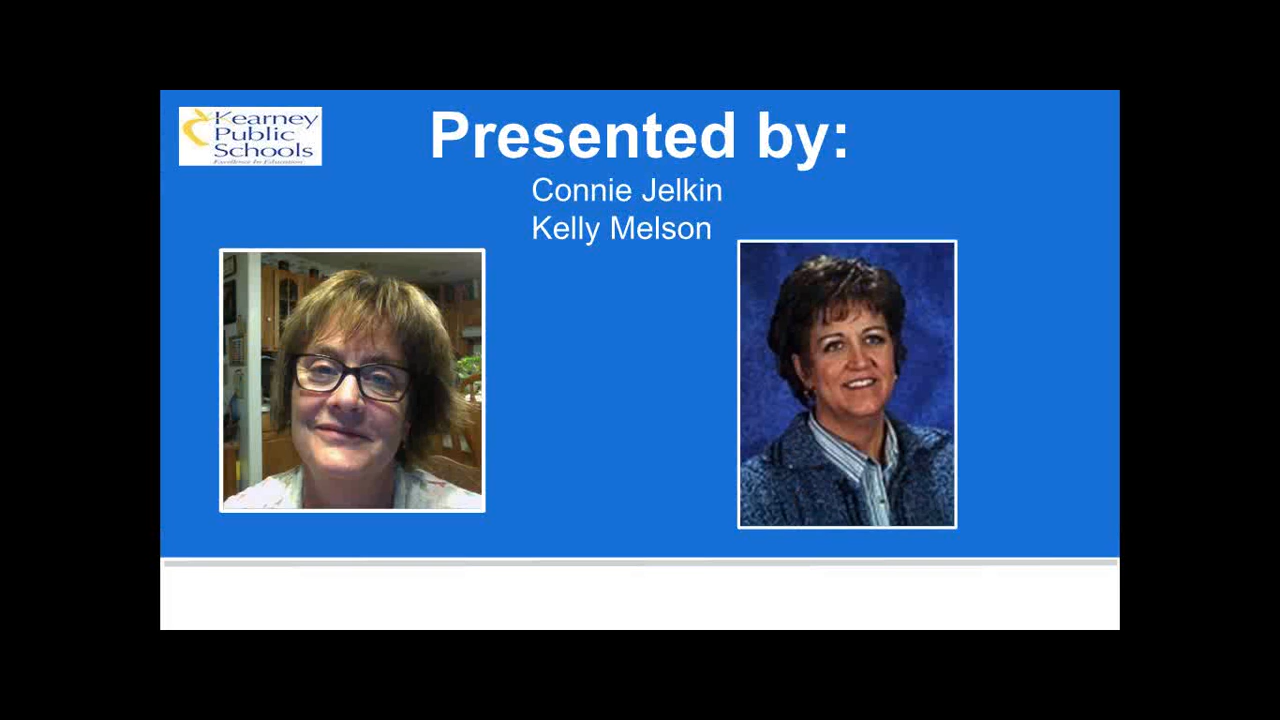 Kearney
Public
Schools
Excellence in Education
Presented by:
Connie Jelkin
Kelly Melson